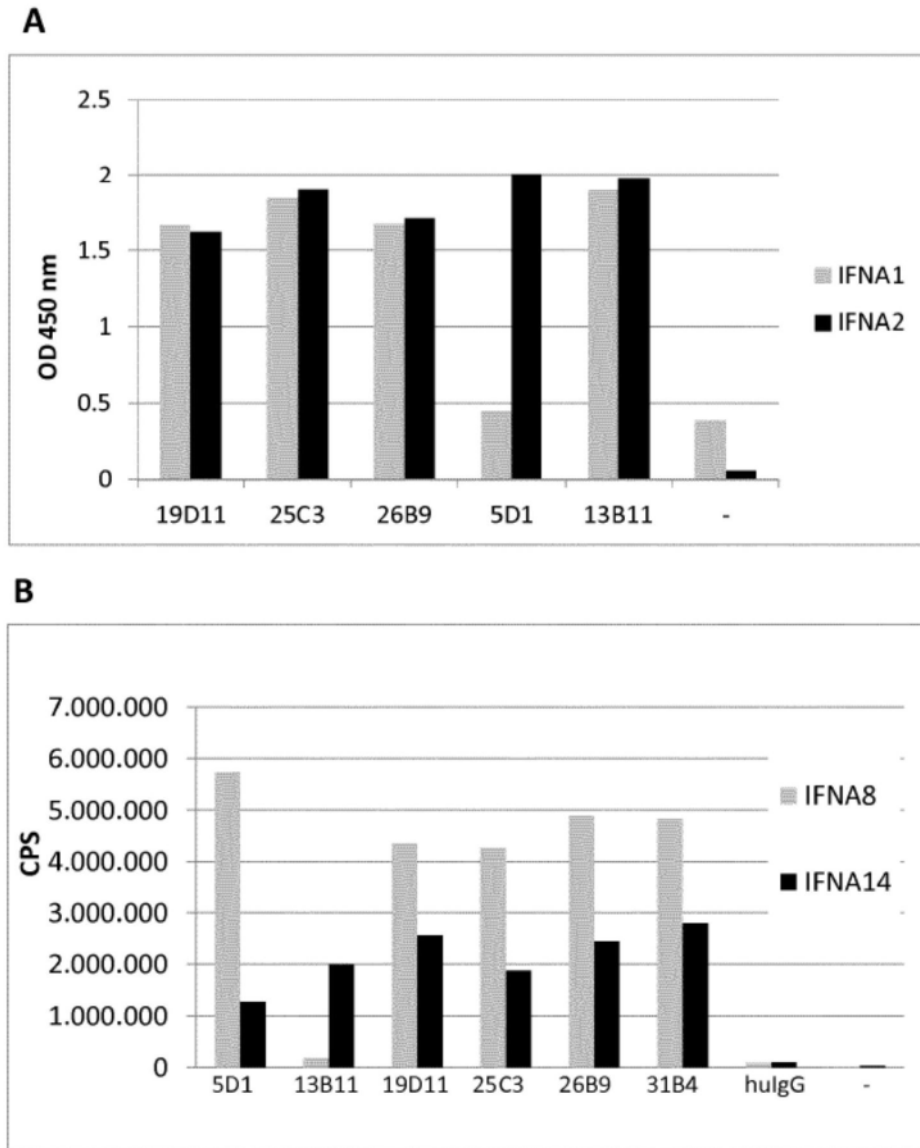 A
2.5
2
1.5
1
0.5
0
OD 450 nm
19D11 25C3 26B9 5D1 13B11 -
IFNA1
IFNA2
B
7.000.000
6.000.000
5.000.000
4.000.000
3.000.000
2.000.000
1.000.000
0
CPS
5D1 13B11 19D11 25C3 26B9 31B4 huIgG -
IFNA8
IFNA14